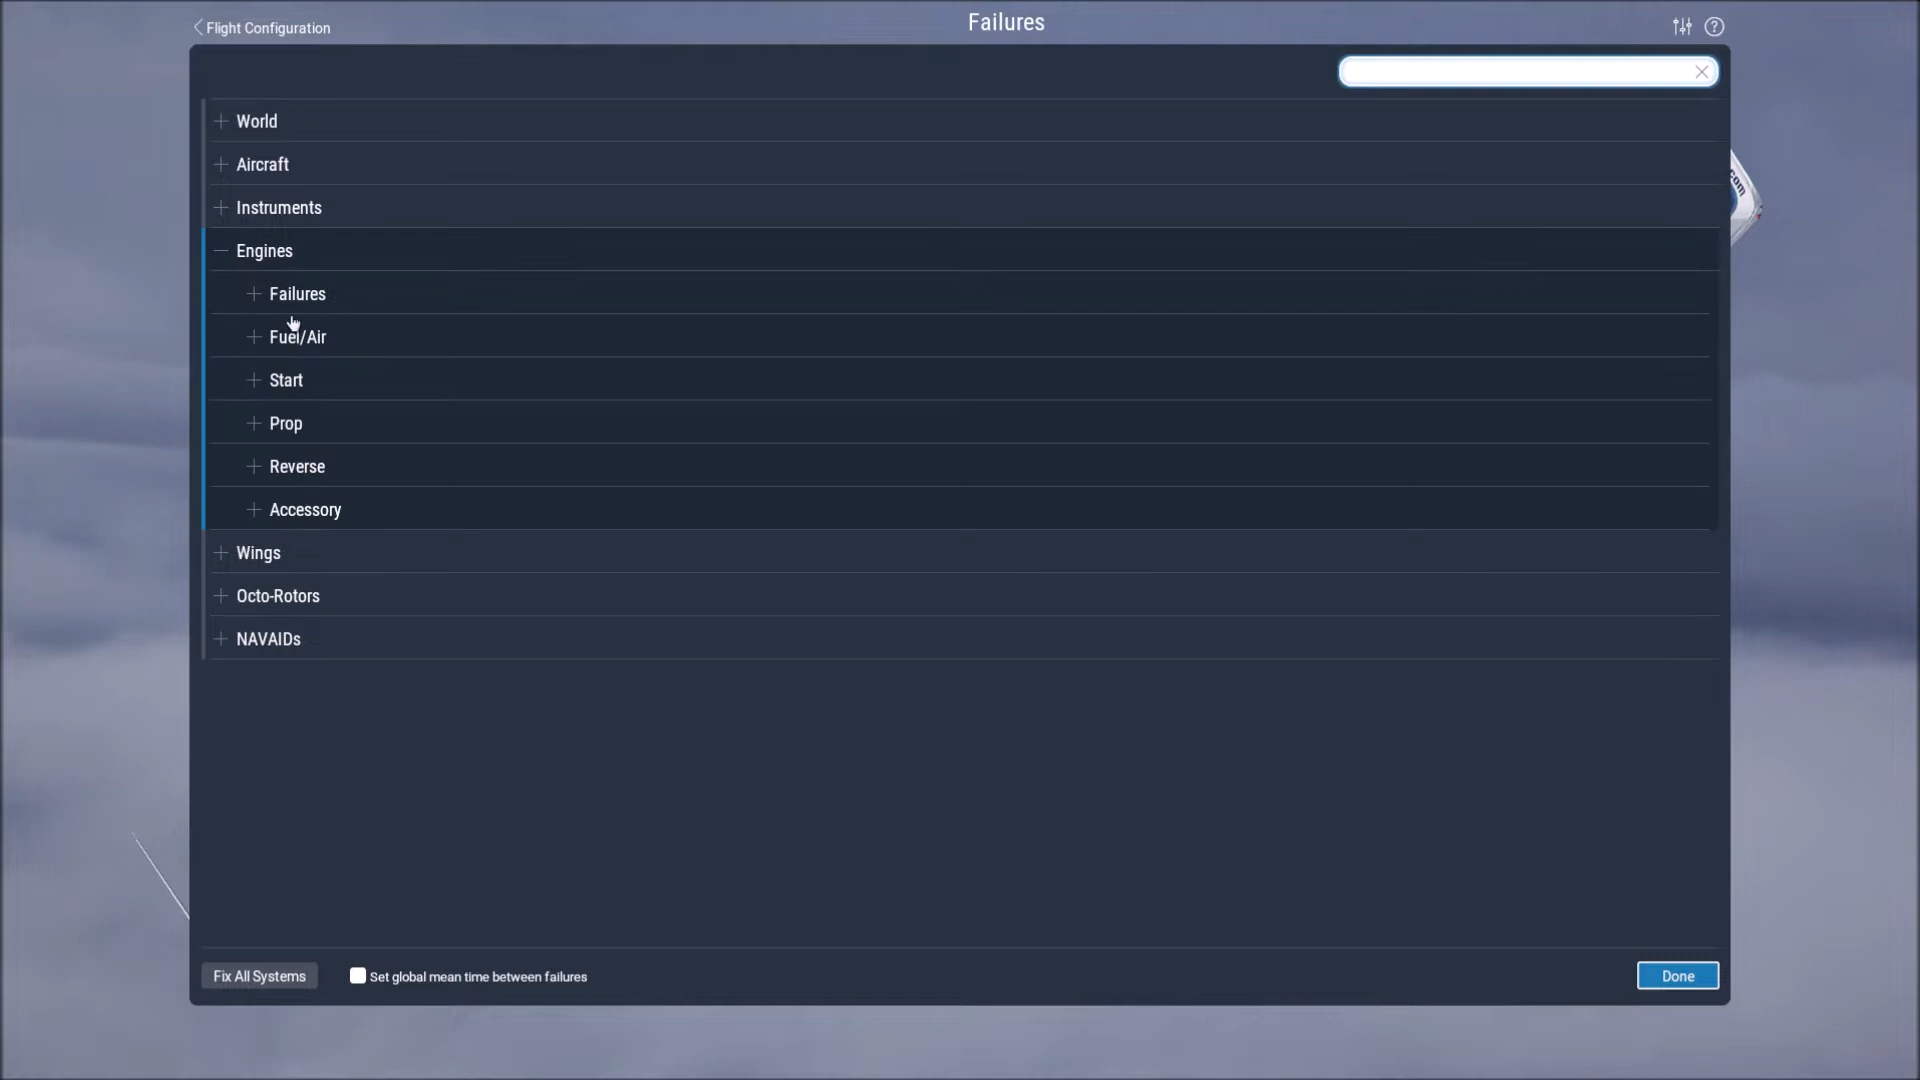 Flight Configuration
Failures
World
Aircraft
Instruments
Engines
Failures
Fuel/Air
Start
Prop
Reverse
Accessory
Wings
Octo-Rotors
NAVAIDs
.com
Fix All Systems
Set global mean time between failures
Done